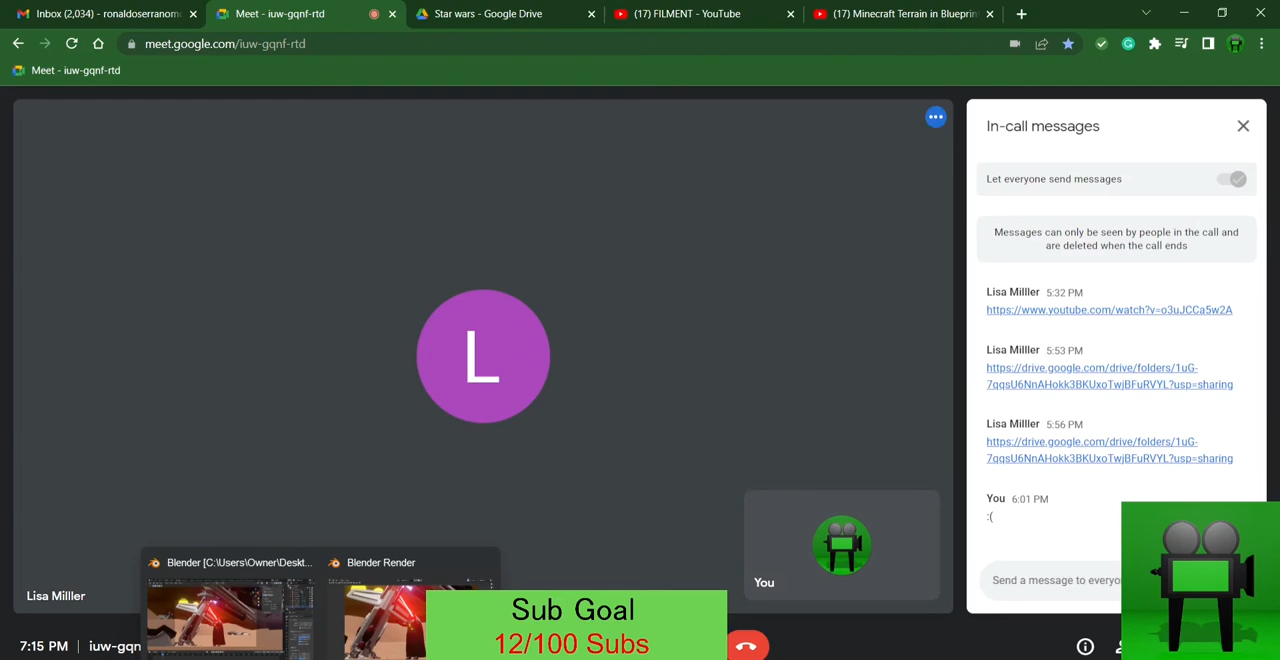 Inbox (2,034) - ronaldoserranom
Meet - iuw-gqnf-rtd
Star wars - Google Drive
(17) FILMENT - YouTube
(17) Minecraft Terrain in Blueprin
meet.google.com/iuw-gqnf-rtd
Meet - iuw-gqnf-rtd
In-call messages
Let everyone send messages
Messages can only be seen by people in the call and
are deleted when the call ends
Lisa Milller 5:32 PM
https://www.youtube.com/watch?v=o3uJCCa5w2A
Lisa Milller 5:53 PM
https://drive.google.com/drive/folders/1uG-
7qqsU6NnAHokk3BKUxoTwjBFuRVYL?usp=sharing
Lisa Milller 5:56 PM
https://drive.google.com/drive/folders/1uG-
7qqsU6NnAHokk3BKUxoTwjBFuRVYL?usp=sharing
You 6:01 PM
:(
Send a message to everyo
L
You
Lisa Milller
Blender [C:\Users\Owner\Deskt...
Blender Render
Sub Goal
12/100 Subs
7:15 PM | iuw-gqn